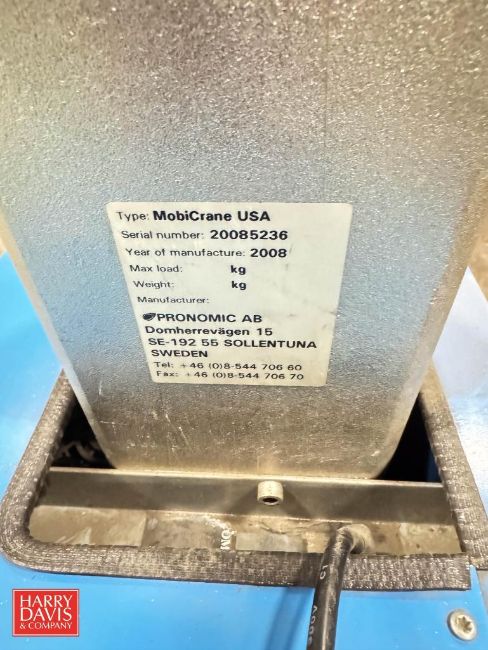 Type: MobiCrane USA
Serial number: 20085236
Year of manufacture: 2008
Max load: kg
Weight: kg
Manufacturer:
PRONOMIC AB
Domherrevägen 15
SE-192 55 SOLLENTUNA
SWEDEN
Tel: +46 (0)8-544 706 60
Fax: +46 (0)8-544 706 70
HARRY
DAVIS
& COMPANY